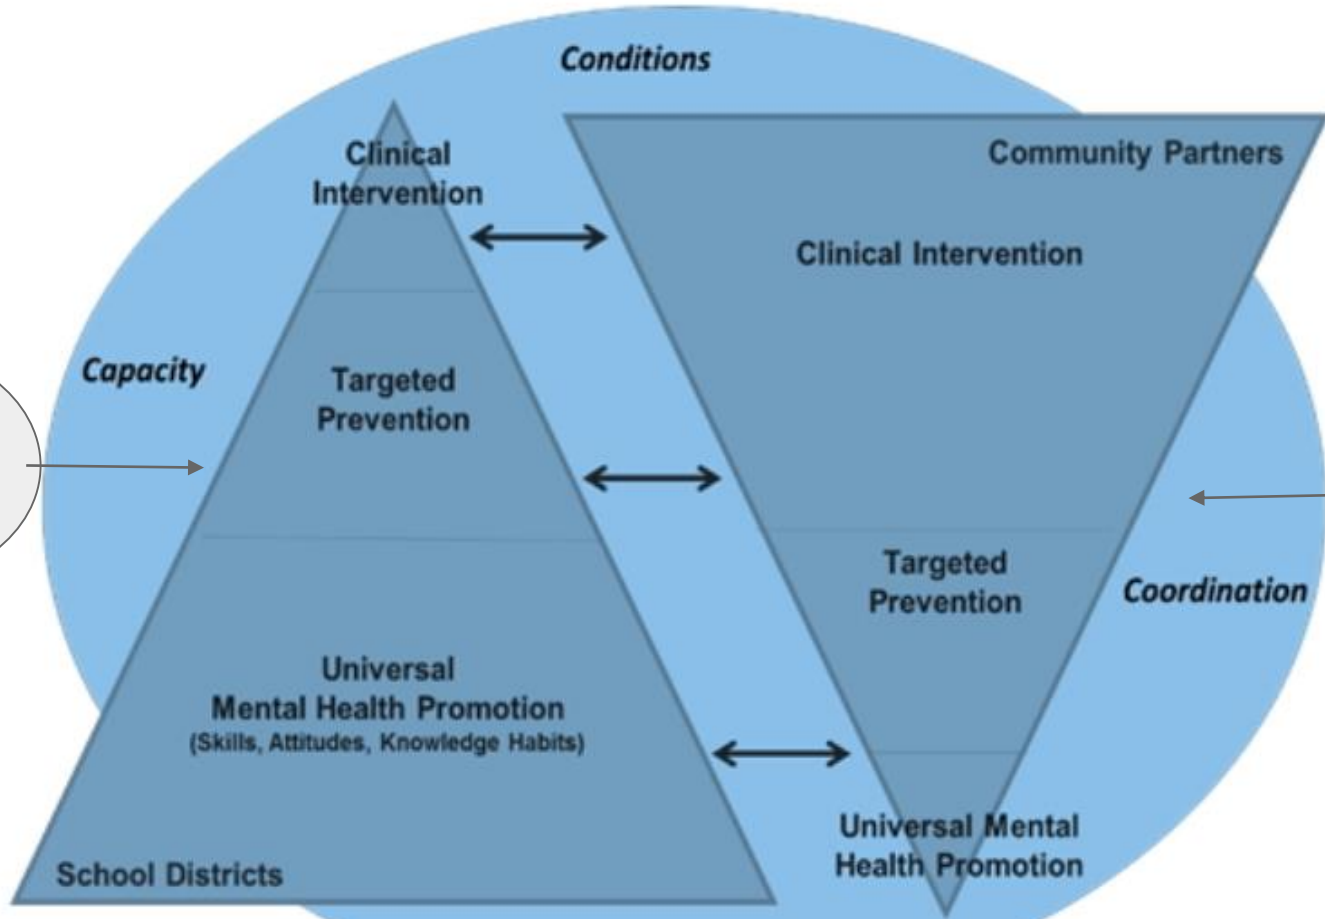 Conditions
Clinical
Intervention
Community Partners
Clinical Intervention
Capacity
Targeted
Prevention
Targeted
Prevention
Coordination
Universal
Mental Health Promotion
(Skills, Attitudes, Knowledge Habits)
Universal Mental
Health Promotion
School Districts